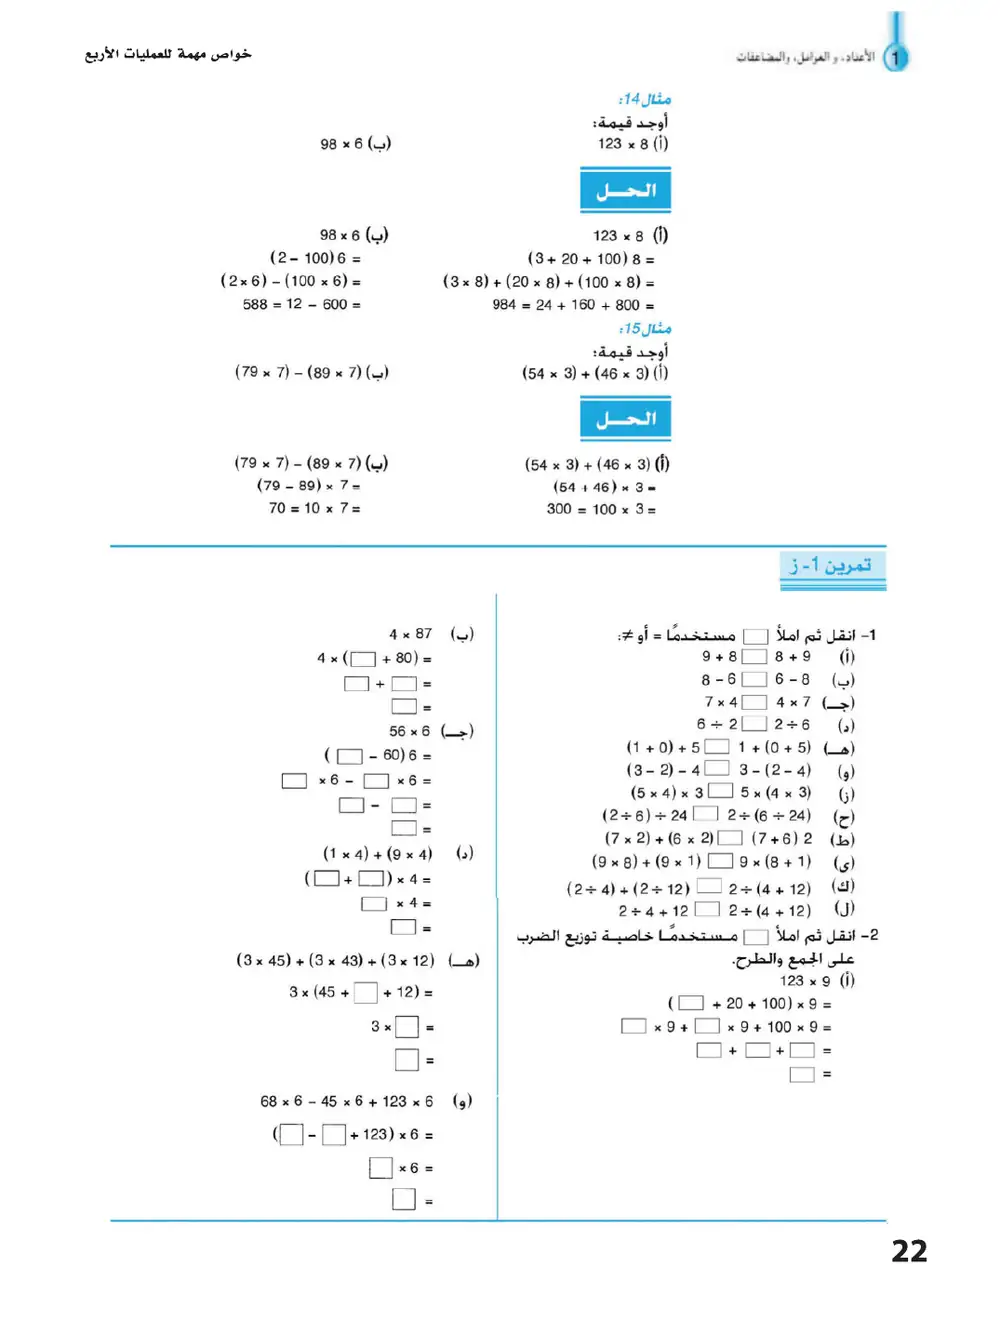 1 الأعداد، و العوامل، والمضاعفات
خواص مهمة للعمليات الأربع
مثال 14:
أوجد قيمة:
(أ) 8 × 123
(ب) 6 × 98
الحـــل
(أ) 8 × 123
= 8 (100 + 20 + 3)
= (8 × 100) + (8 × 20) + (8 × 3)
= 800 + 160 + 24 = 984
(ب) 6 × 98
= 6 (100 – 2)
= (6 × 100) – (6 × 2)
= 600 – 12 = 588
مثال 15:
أوجد قيمة:
(أ) (3 × 46) + (3 × 54)
(ب) (7 × 89) – (7 × 79)
الحـــل
(أ) (3 × 46) + (3 × 54)
= 3 × (46 + 54)
= 3 × 100 = 300
(ب) (7 × 89) – (7 × 79)
= 7 × (89 – 79)
= 7 × 10 = 70
تمرين 1- ز
1– انقل ثم املأ □ مستخدمًا = أو ≠:
(أ) 9 + 8 □ 8 + 9
(ب) 8 – 6 □ 6 – 8
(جـ) 7 × 4 □ 4 × 7
(د) 6 ÷ 2 □ 2 ÷ 6
(هـ) (5 + 0) + 1 □ 5 + (0 + 1)
(و) (4 – 2) – 3 □ 4 – (2 – 3)
(ز) (3 × 4) × 5 □ 3 × (4 × 5)
(ح) (24 ÷ 6) ÷ 2 □ 24 ÷ (6 ÷ 2)
(ط) 2 (6 + 7) □ (2 × 6) + (2 × 7)
(ى) (1 + 8) × 9 □ (1 × 9) + (8 × 9)
(ك) (12 + 4) ÷ 2 □ (12 ÷ 2) + (4 ÷ 2)
(ل) (12 + 4) ÷ 2 □ 12 + 4 ÷ 2
2– انقل ثم املأ □ مـستخدمًا خاصيـة توزيع الضرب
على الجمع والطرح.
(أ) 9 × 123
= 9 × (100 + 20 + □ )
= 9 × 100 + 9 × □ + 9 × □
= □ + □ + □
= □
(ب) 87 × 4
= (80 + □ ) × 4
= □ + □
= □
(جـ) 6 × 56
= 6 (60 – □ )
= 6 × □ – 6 × □
= □ – □
= □
(د) (4 × 9) + (4 × 1)
= 4 × ( □ + □ )
= 4 × □
= □
(هـ) (12 × 3) + (43 × 3) + (45 × 3)
= (12 + □ + 45) × 3
= □ × 3
= □
(و) 6 × 123 + 6 × 45 – 6 × 68
= 6 × (123 + □ – □)
= 6 × □
= □
22